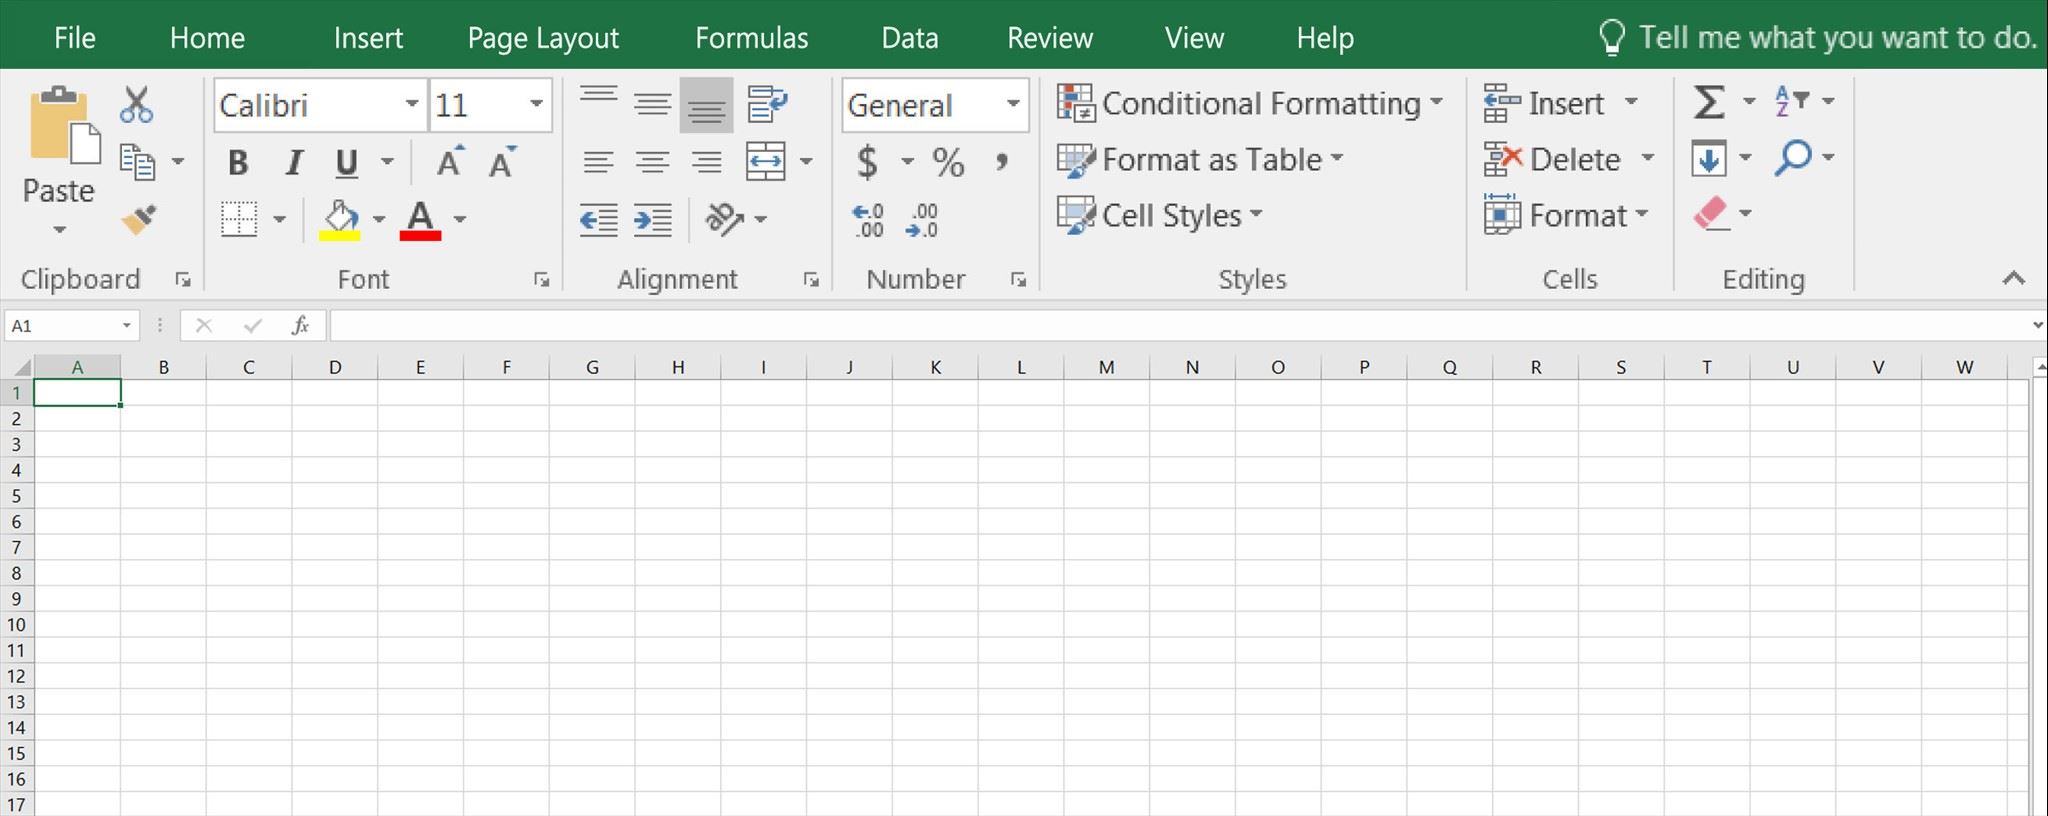 File Home Insert Page Layout Formulas Data Review View Help Tell me what you want to do.
Calibri 11 General Conditional Formatting Insert
B I U A A $ % , Format as Table Delete
Paste
A Cell Styles Format
Clipboard Font Alignment Number Styles Cells Editing
A1 fx
A B C D E F G H I J K L M N O P Q R S T U V W
1
2
3
4
5
6
7
8
9
10
11
12
13
14
15
16
17